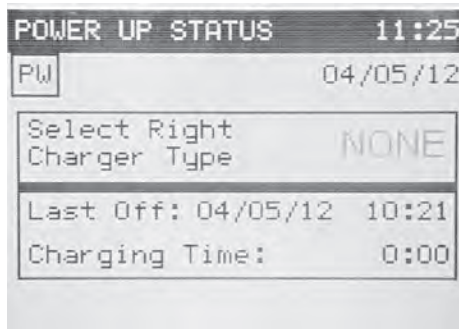 POWER UP STATUS 11:25
PW 04/05/12
Select Right
Charger Type NONE
Last Off: 04/05/12 10:21
Charging Time: 0:00